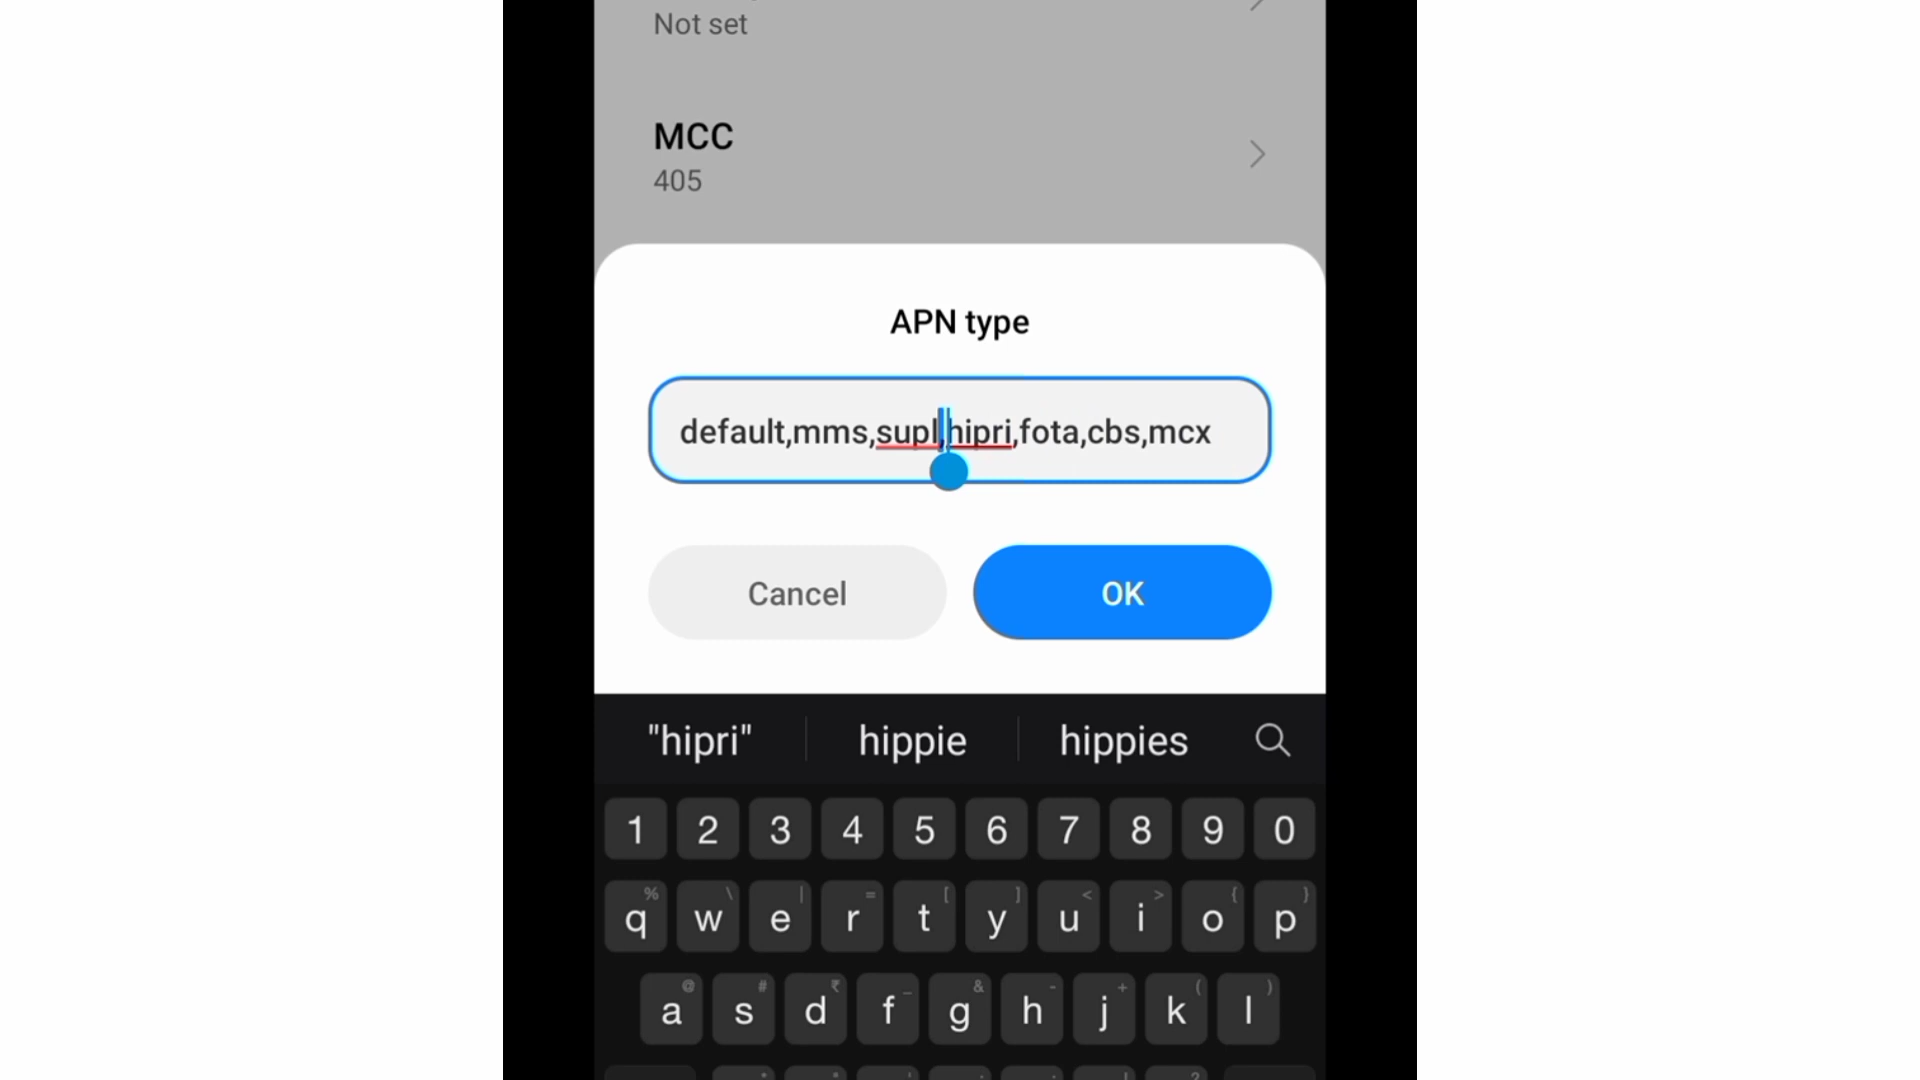 Not set
MCC
405
APN type
default,mms,supl,hipri,fota,cbs,mcx
Cancel OK
"hipri" hippie hippies
1 2 3 4 5 6 7 8 9 0
% \ | = [ ] < > { }
q w e r t y u i o p
@ # ₹ _ & - + ( )
a s d f g h j k l